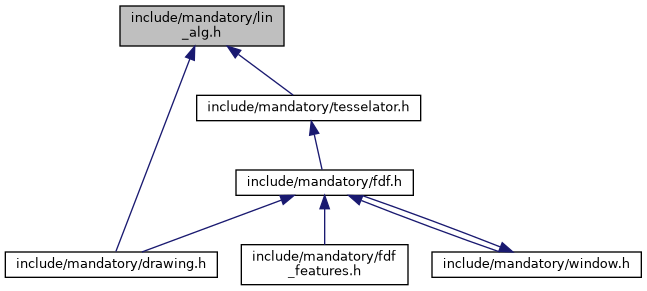 include/mandatory/lin
_alg.h
include/mandatory/tesselator.h
include/mandatory/fdf.h
include/mandatory/drawing.h
include/mandatory/fdf
_features.h
include/mandatory/window.h